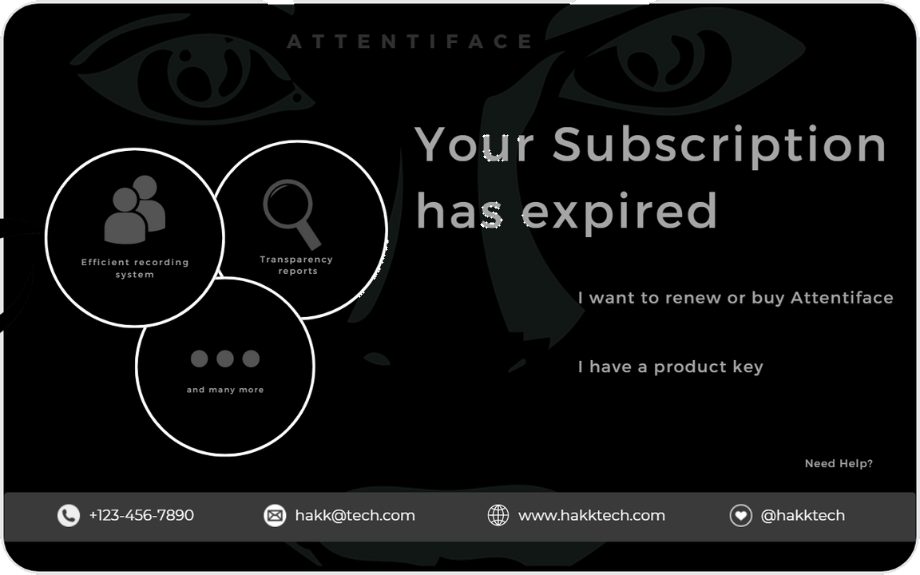 ATTENTIFACE
Your Subscription
has expired
Efficient recording
system
Transparency
reports
and many more
I want to renew or buy Attentiface
I have a product key
Need Help?
+123-456-7890
hakk@tech.com
www.hakktech.com
@hakktech